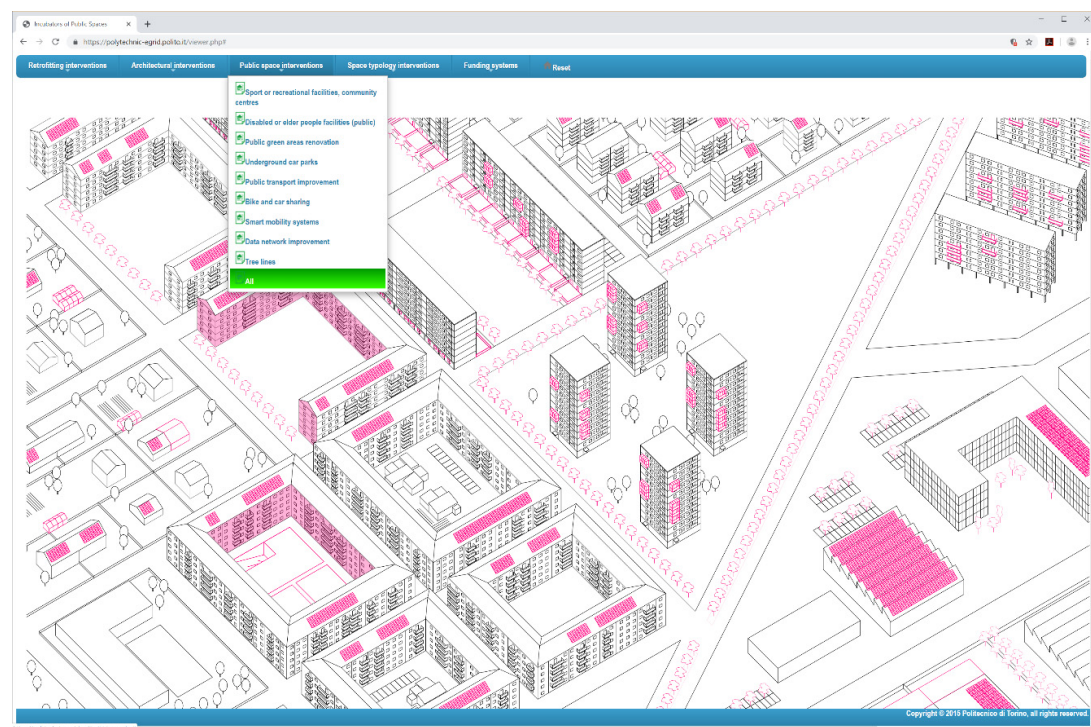 Incubators of Public Spaces
https://polytechnic-egrid.polito.it/viewer.php#
Retrofitting interventions Architectural interventions Public space interventions Space typology interventions Funding systems Reset
Sport or recreational facilities, community
centres
Disabled or elder people facilities (public)
Public green areas renovation
Underground car parks
Public transport improvement
Bike and car sharing
Smart mobility systems
Data network improvement
Tree lines
All
Copyright © 2015 Politecnico di Torino, all rights reserved